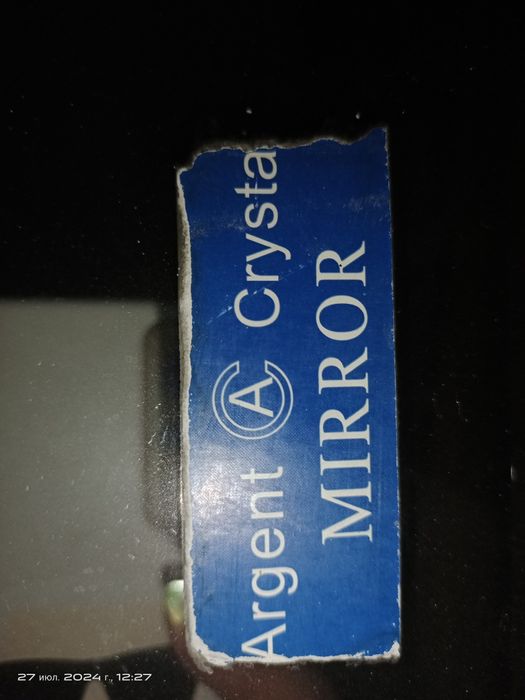 Argent A Crysta
MIRROR
27 июл. 2024 г., 12:27